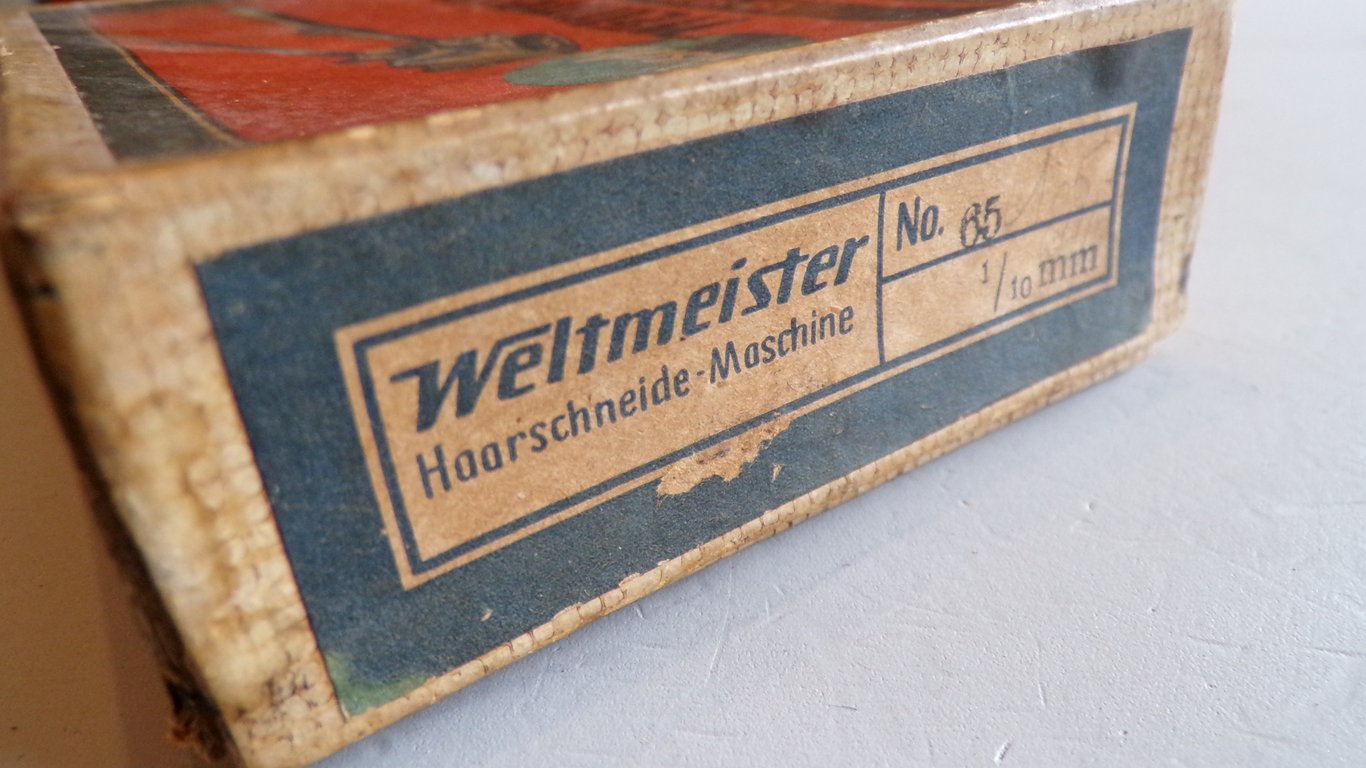 Weltmeister
Haarschneide-Maschine
No. 65
1/10 mm